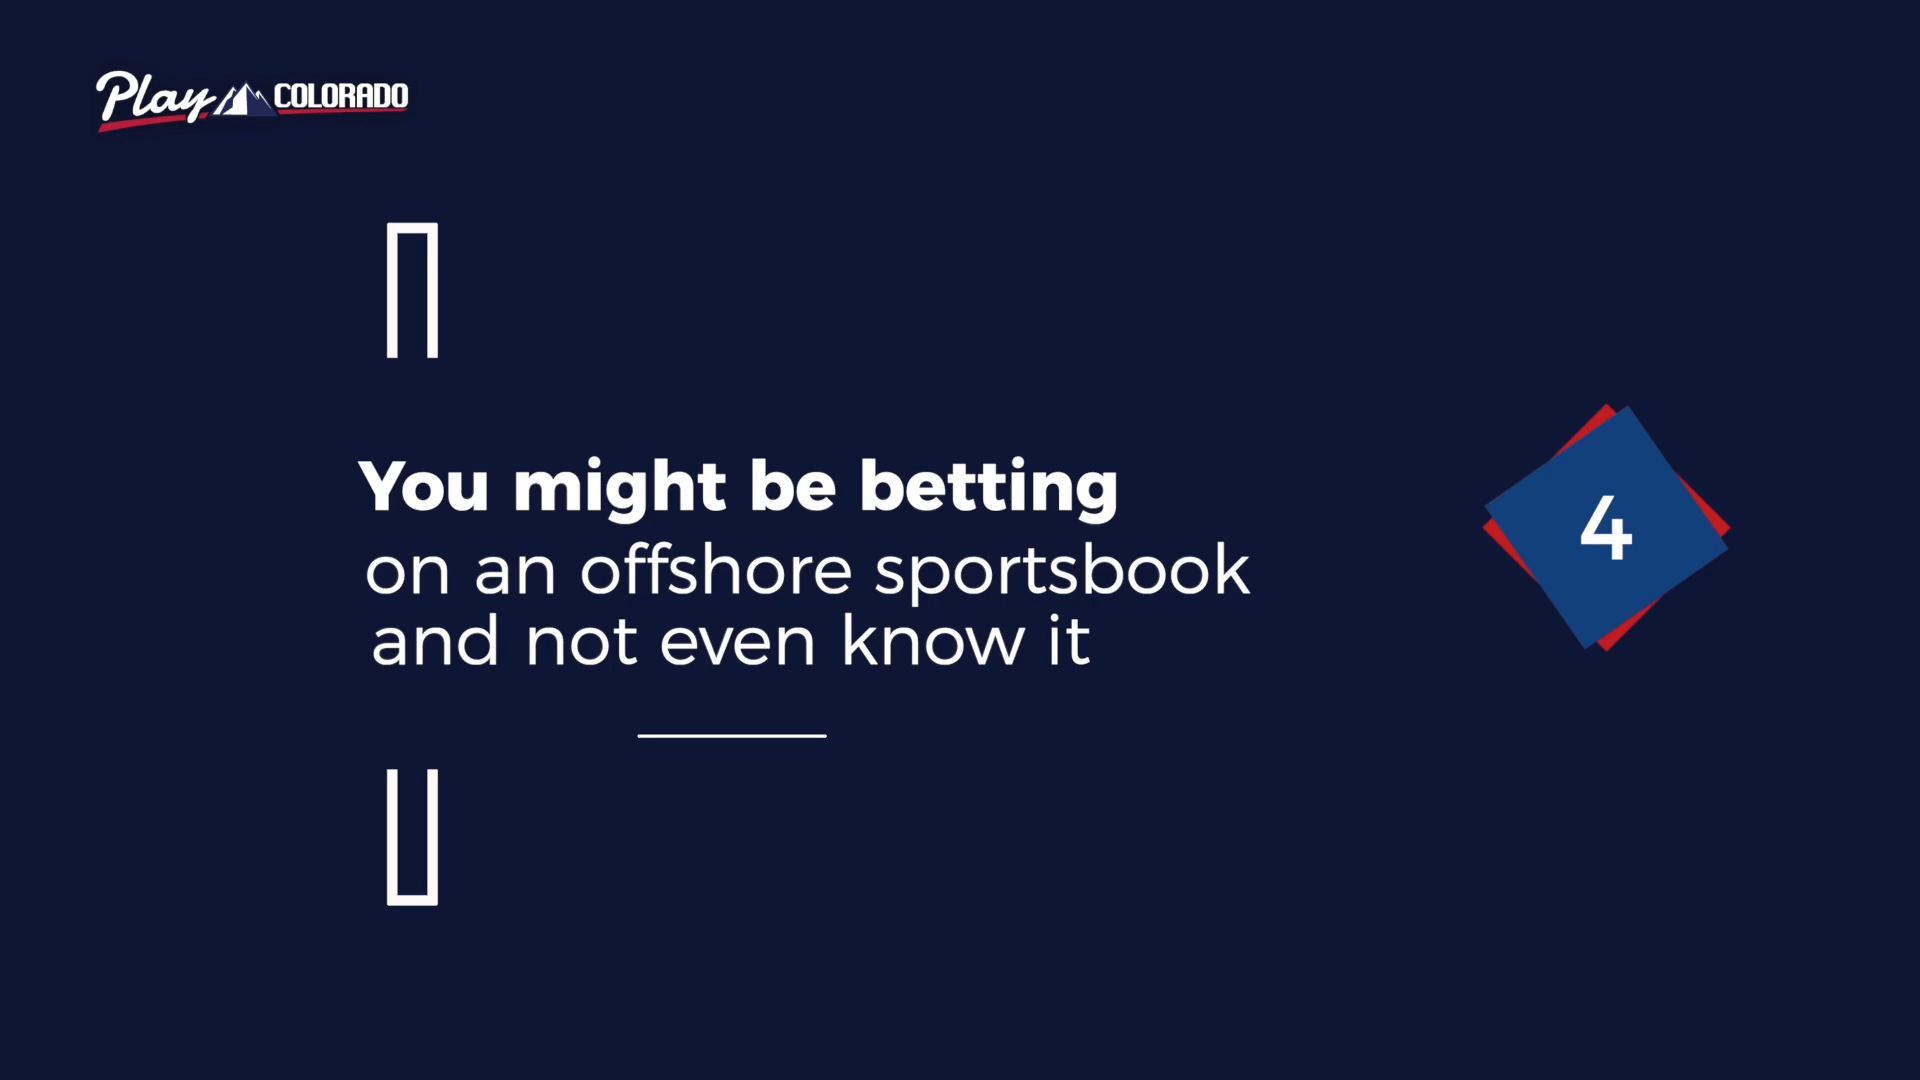 Play COLORADO
You might be betting
on an offshore sportsbook
and not even know it
4